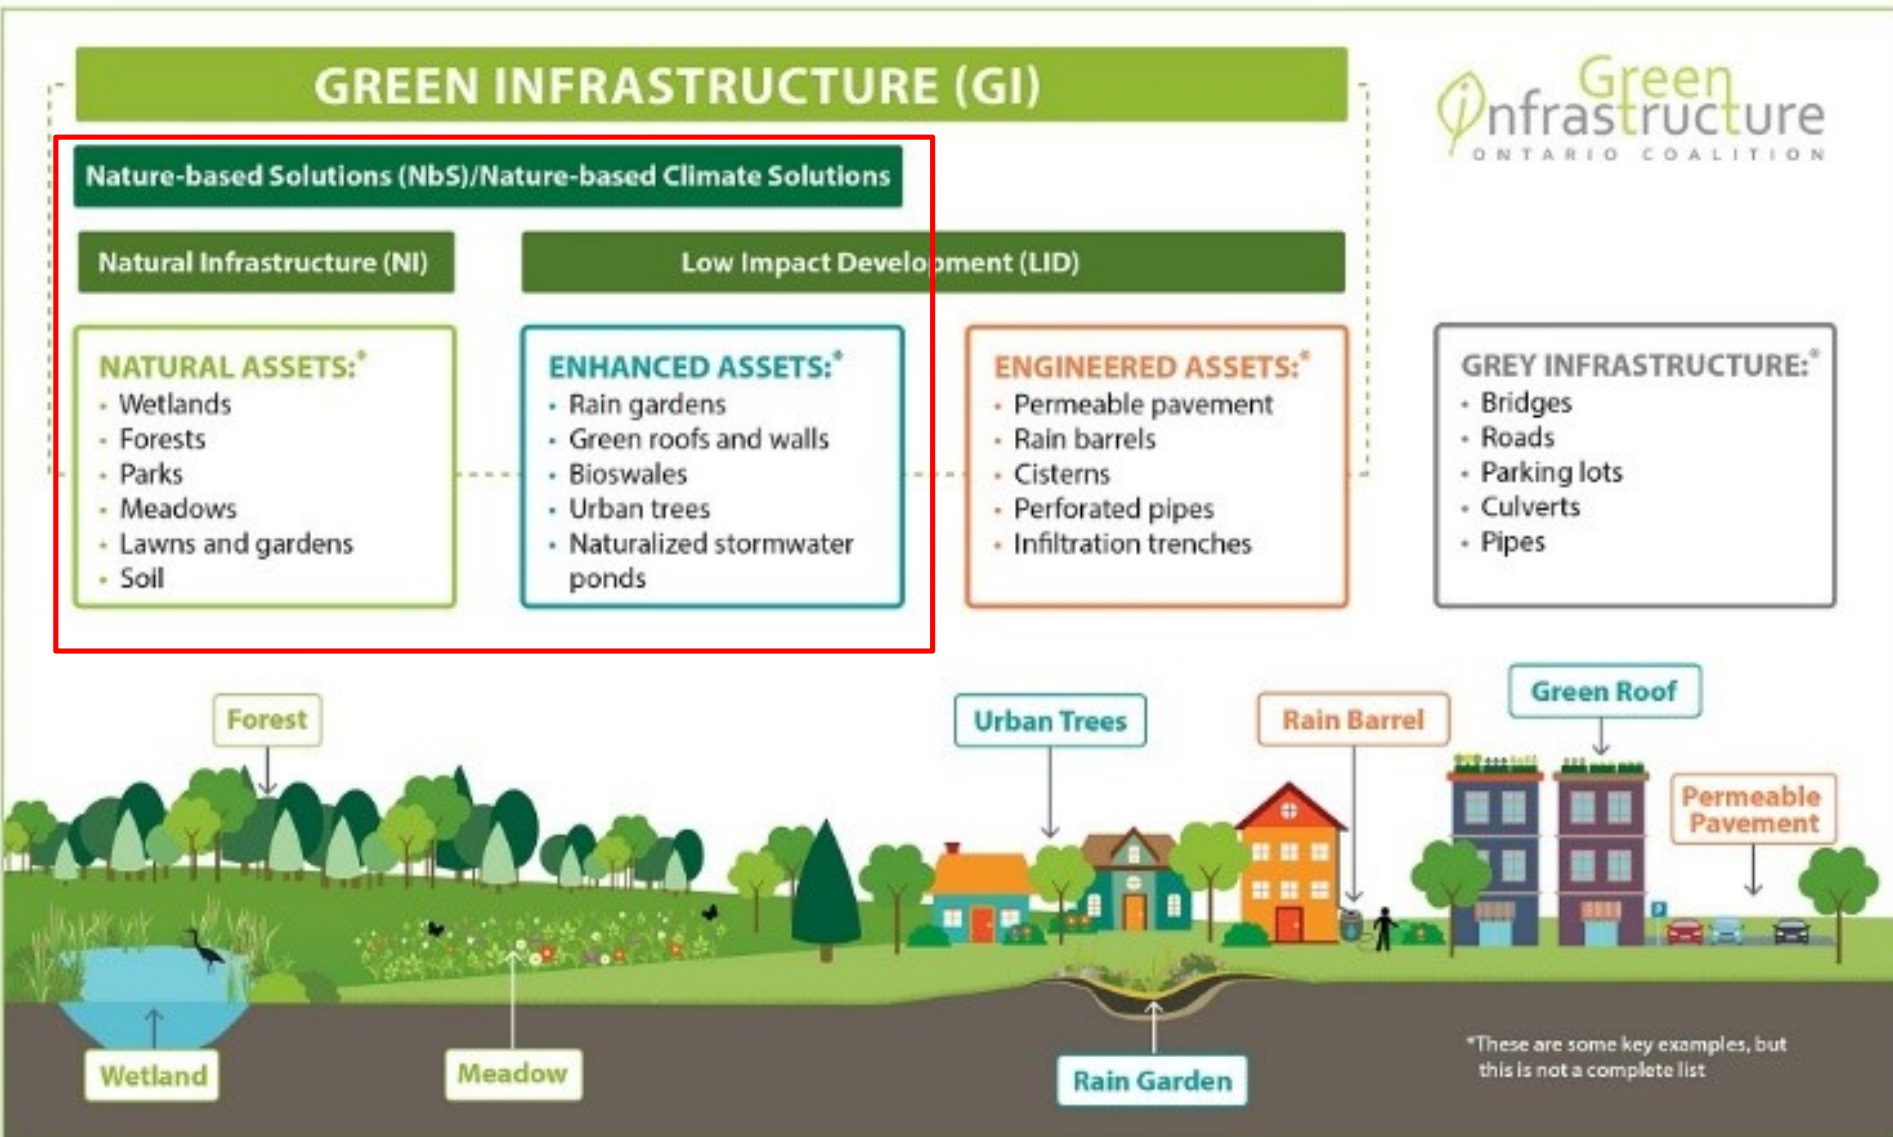 GREEN INFRASTRUCTURE (GI)
Green
infrastructure
ONTARIO COALITION
Nature-based Solutions (NbS)/Nature-based Climate Solutions
Natural Infrastructure (NI)
Low Impact Development (LID)
NATURAL ASSETS:*
• Wetlands
• Forests
• Parks
• Meadows
• Lawns and gardens
• Soil
ENHANCED ASSETS:*
• Rain gardens
• Green roofs and walls
• Bioswales
• Urban trees
• Naturalized stormwater
ponds
ENGINEERED ASSETS:*
• Permeable pavement
• Rain barrels
• Cisterns
• Perforated pipes
• Infiltration trenches
GREY INFRASTRUCTURE:*
• Bridges
• Roads
• Parking lots
• Culverts
• Pipes
Forest
Urban Trees
Rain Barrel
Green Roof
Permeable
Pavement
P
Wetland
Meadow
Rain Garden
*These are some key examples, but
this is not a complete list